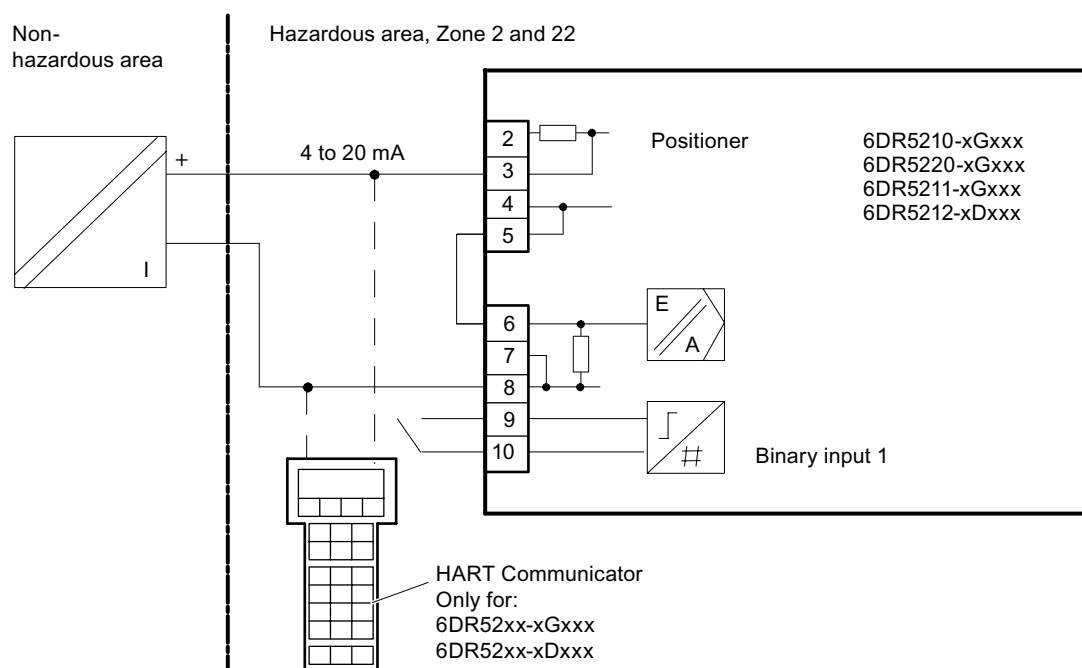 Non-
hazardous area
Hazardous area, Zone 2 and 22
+
I
4 to 20 mA
2
3
4
5
6
7
8
9
10
Positioner
6DR5210-xGxxx
6DR5220-xGxxx
6DR5211-xGxxx
6DR5212-xDxxx
E
A
#
Binary input 1
HART Communicator
Only for:
6DR52xx-xGxxx
6DR52xx-xDxxx